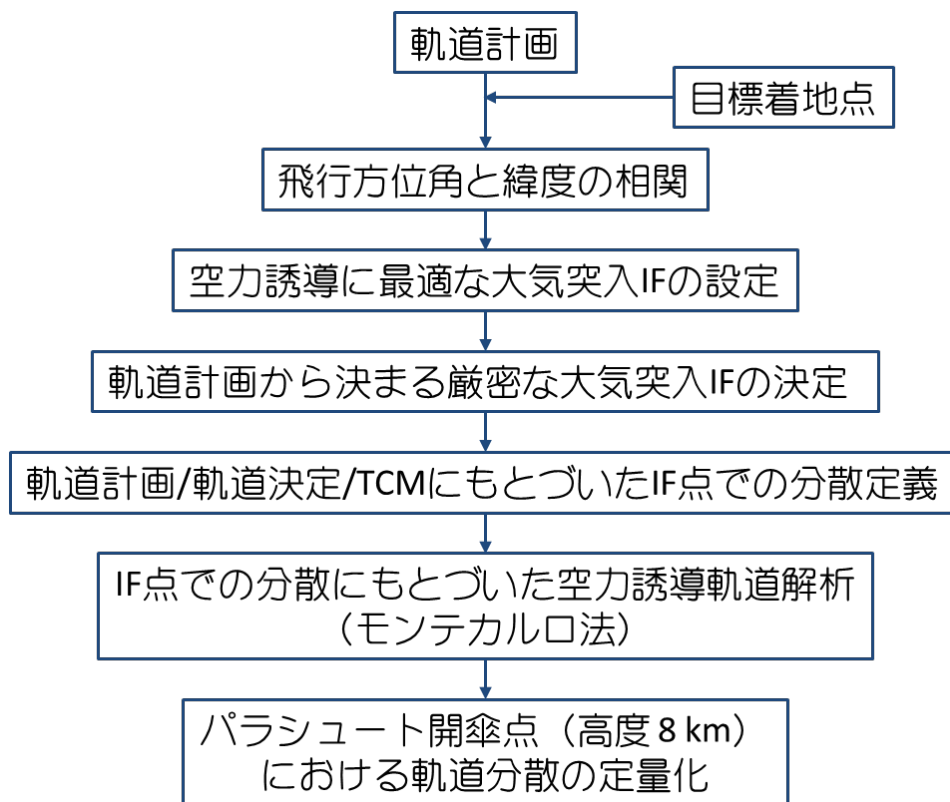 軌道計画
目標着地点
飛行方位角と緯度の相関
空力誘導に最適な大気突入IFの設定
軌道計画から決まる厳密な大気突入IFの決定
軌道計画/軌道決定/TCMにもとづいたIF点での分散定義
IF点での分散にもとづいた空力誘導軌道解析
（モンテカルロ法）
パラシュート開傘点（高度 8 km）
における軌道分散の定量化